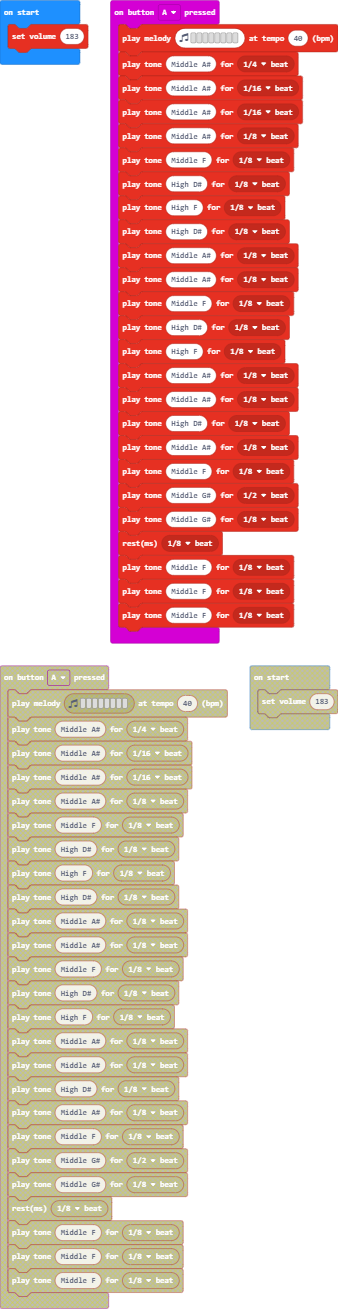 on start
set volume 183
on button A pressed
play melody at tempo 40 (bpm)
play tone Middle A# for 1/4 beat
play tone Middle A# for 1/16 beat
play tone Middle A# for 1/16 beat
play tone Middle A# for 1/8 beat
play tone Middle F for 1/8 beat
play tone High D# for 1/8 beat
play tone High F for 1/8 beat
play tone High D# for 1/8 beat
play tone Middle A# for 1/8 beat
play tone Middle A# for 1/8 beat
play tone Middle F for 1/8 beat
play tone High D# for 1/8 beat
play tone High F for 1/8 beat
play tone Middle A# for 1/8 beat
play tone Middle A# for 1/8 beat
play tone High D# for 1/8 beat
play tone Middle A# for 1/8 beat
play tone Middle F for 1/8 beat
play tone Middle G# for 1/2 beat
play tone Middle G# for 1/8 beat
rest(ms) 1/8 beat
play tone Middle F for 1/8 beat
play tone Middle F for 1/8 beat
play tone Middle F for 1/8 beat
on button A pressed
play melody at tempo 40 (bpm)
play tone Middle A# for 1/4 beat
play tone Middle A# for 1/16 beat
play tone Middle A# for 1/16 beat
play tone Middle A# for 1/8 beat
play tone Middle F for 1/8 beat
play tone High D# for 1/8 beat
play tone High F for 1/8 beat
play tone High D# for 1/8 beat
play tone Middle A# for 1/8 beat
play tone Middle A# for 1/8 beat
play tone Middle F for 1/8 beat
play tone High D# for 1/8 beat
play tone High F for 1/8 beat
play tone Middle A# for 1/8 beat
play tone Middle A# for 1/8 beat
play tone High D# for 1/8 beat
play tone Middle A# for 1/8 beat
play tone Middle F for 1/8 beat
play tone Middle G# for 1/2 beat
play tone Middle G# for 1/8 beat
rest(ms) 1/8 beat
play tone Middle F for 1/8 beat
play tone Middle F for 1/8 beat
play tone Middle F for 1/8 beat
on start
set volume 183